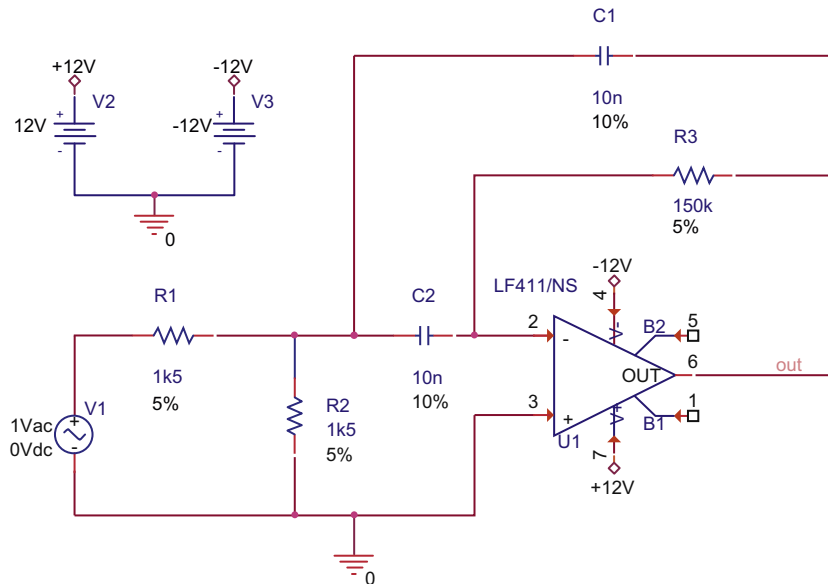 C1
10n
10%
+12V
-12V
V2
V3
12V
-12V
+
-
+
-
0
R3
150k
5%
R1
1k5
5%
C2
10n
10%
LF411/NS
-12V
4
V-
B2
5
2
-
OUT
6
out
3
+
U1
V+
B1
1
7
+12V
R2
1k5
5%
V1
1Vac
0Vdc
+
-
0